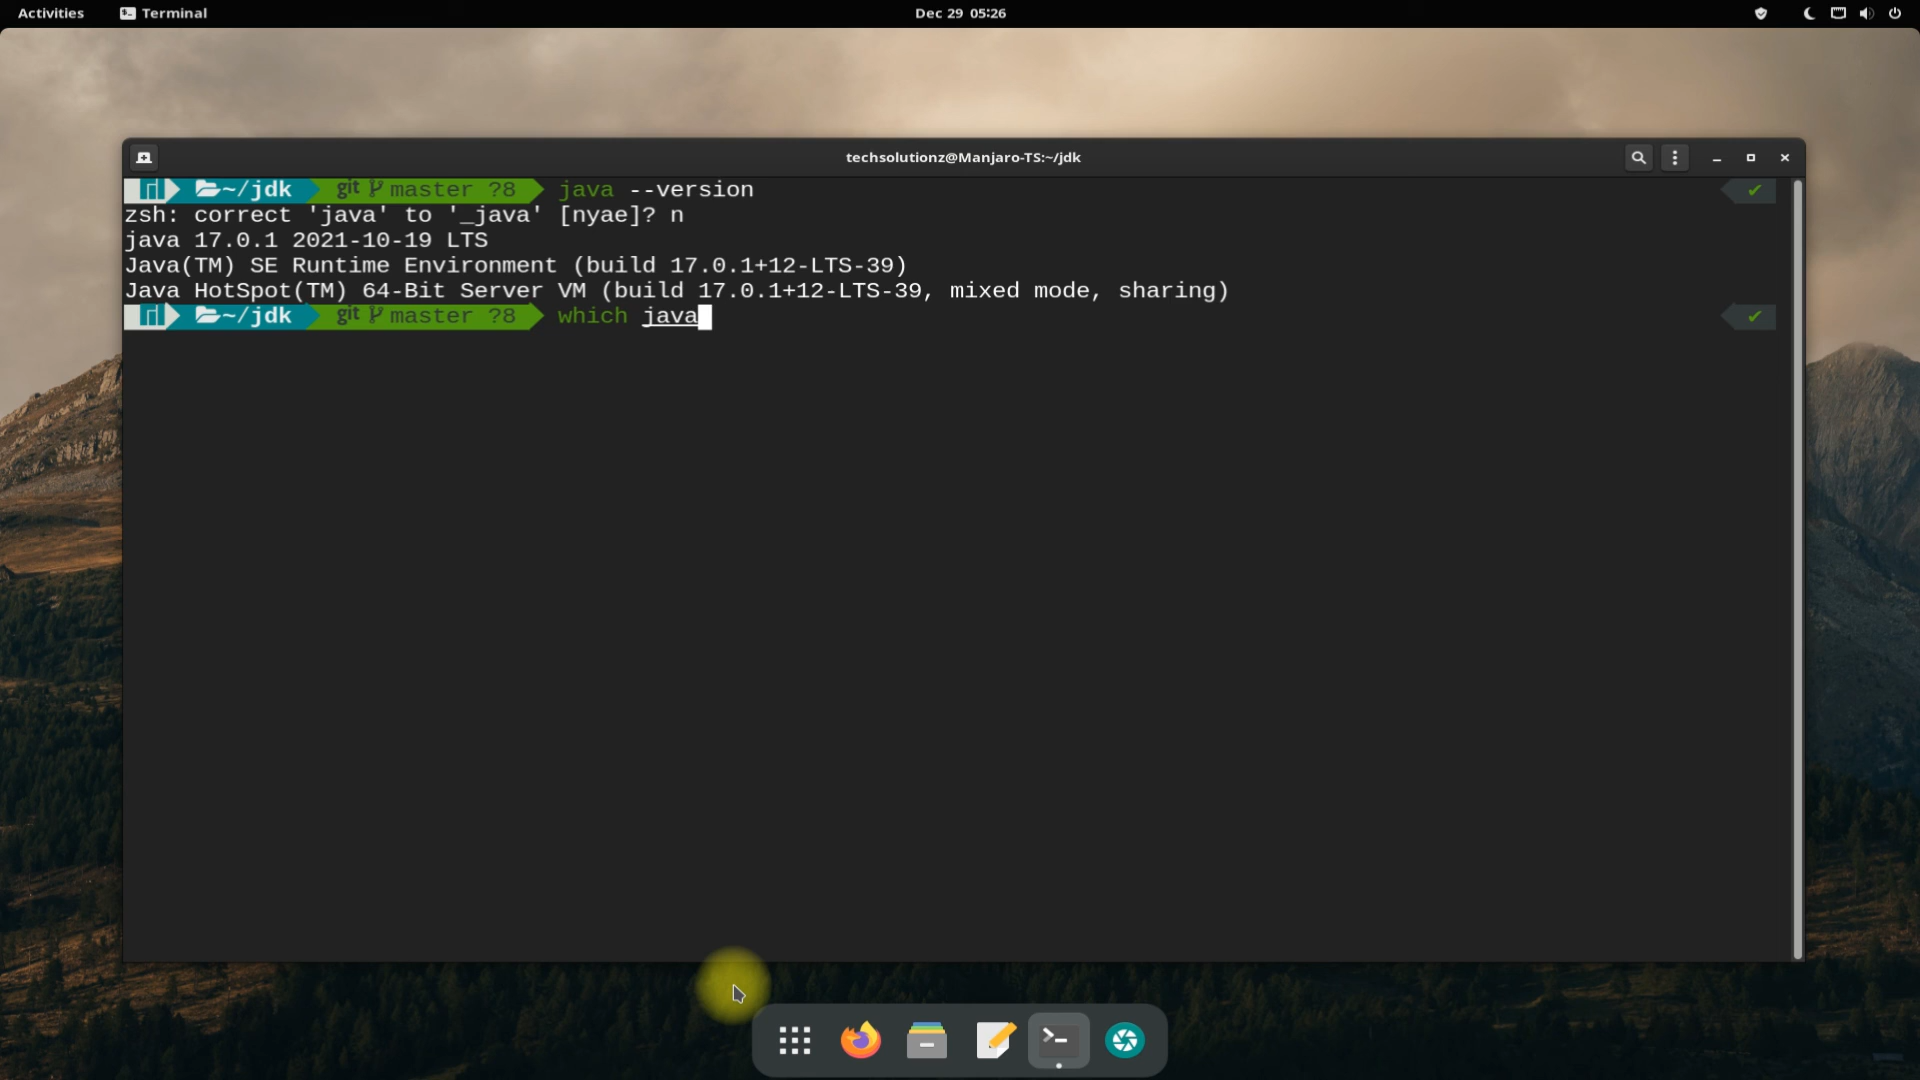 Activities Terminal Dec 29 05:26
techsolutionz@Manjaro-TS:~/jdk
~/jdk git master ?8 java --version
zsh: correct 'java' to '_java' [nyae]? n
java 17.0.1 2021-10-19 LTS
Java(TM) SE Runtime Environment (build 17.0.1+12-LTS-39)
Java HotSpot(TM) 64-Bit Server VM (build 17.0.1+12-LTS-39, mixed mode, sharing)
~/jdk git master ?8 which java